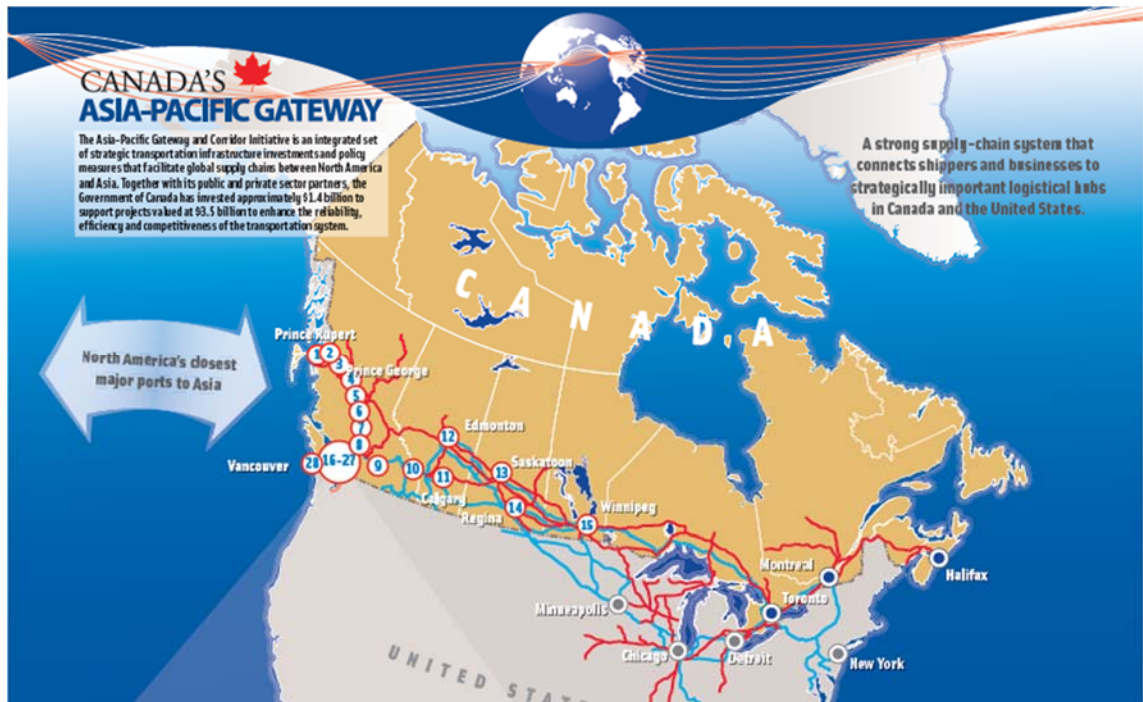 CANADA'S
ASIA-PACIFIC GATEWAY
The Asia-Pacific Gateway and Corridor Initiative is an integrated set
of strategic transportation infrastructure investments and policy
measures that facilitate global supply chains between North America
and Asia. Together with its public and private sector partners, the
Government of Canada has invested approximately $1.4 billion to
support projects valued at $3.5 billion to enhance the reliability,
efficiency and competitiveness of the transportation system.
A strong supply-chain system that
connects shippers and businesses to
strategically important logistical hubs
in Canada and the United States.
CANADA
North America's closest
major ports to Asia
Prince Rupert
1
2
3
Prince George
4
5
6
7
8
Vancouver
28
16-27
9
10
11
12
Edmonton
Calgary
13
Saskatoon
14
Regina
15
Winnipeg
Montreal
Halifax
Toronto
Minneapolis
Chicago
Detroit
New York
UNITED STAT